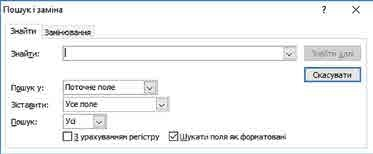 Пошук і заміна
? ×
Знайти Замінювання
Знайти:
Знайти далі
Скасувати
Пошук у: Поточне поле
Зіставити: Усе поле
Пошук: Усі
З урахуванням регістру Шукати поля як форматовані